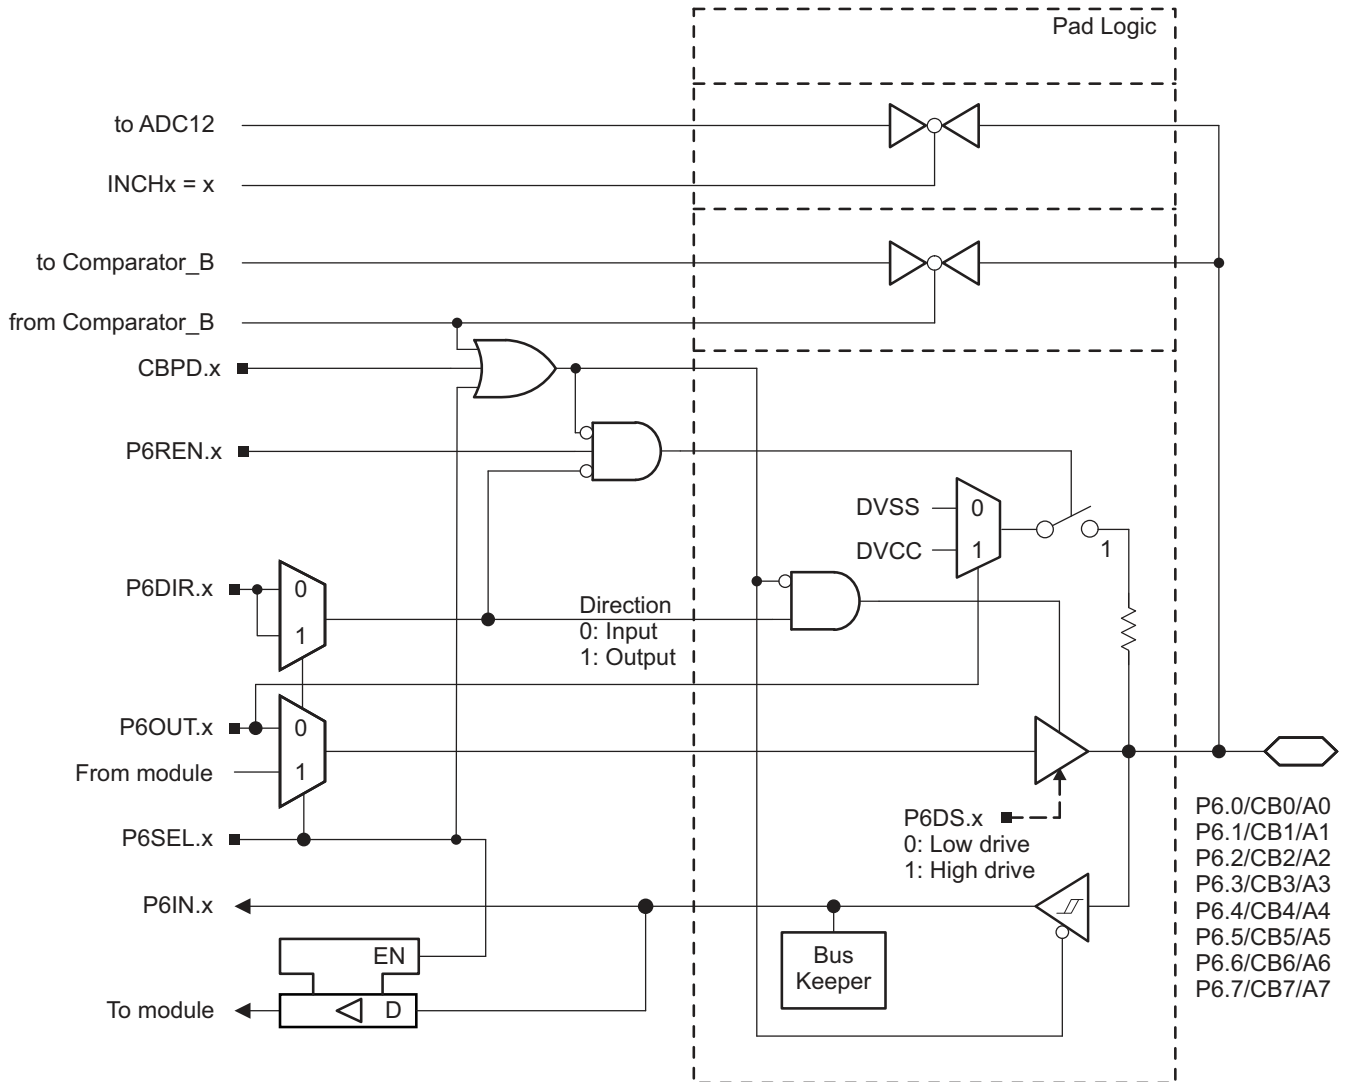 Pad Logic
to ADC12
INCHx = x
to Comparator_B
from Comparator_B
CBPD.x
P6REN.x
DVSS
0
DVCC
1
1
P6DIR.x
0
1
Direction
0: Input
1: Output
P6OUT.x
0
From module
1
P6SEL.x
P6DS.x
0: Low drive
1: High drive
P6IN.x
EN
D
To module
Bus
Keeper
P6.0/CB0/A0
P6.1/CB1/A1
P6.2/CB2/A2
P6.3/CB3/A3
P6.4/CB4/A4
P6.5/CB5/A5
P6.6/CB6/A6
P6.7/CB7/A7